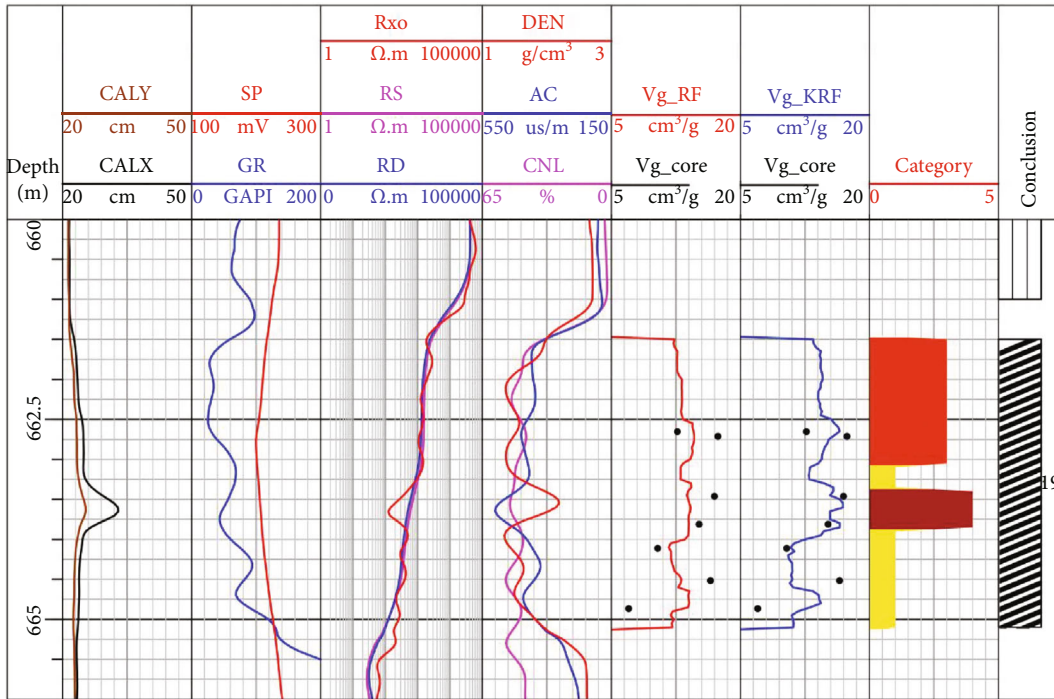 Rxo DEN
1 Ω.m 100000 1 g/cm³ 3
CALY SP RS AC Vg_RF Vg_KRF
20 cm 50 100 mV 300 1 Ω.m 100000 550 us/m 150 5 cm³/g 20 5 cm³/g 20
Depth CALX GR RD CNL Vg_core Vg_core Category
(m) 20 cm 50 0 GAPI 200 0 Ω.m 100000 65 % 0 5 cm³/g 20 5 cm³/g 20 0 5
Conclusion
660
662.5
19
665